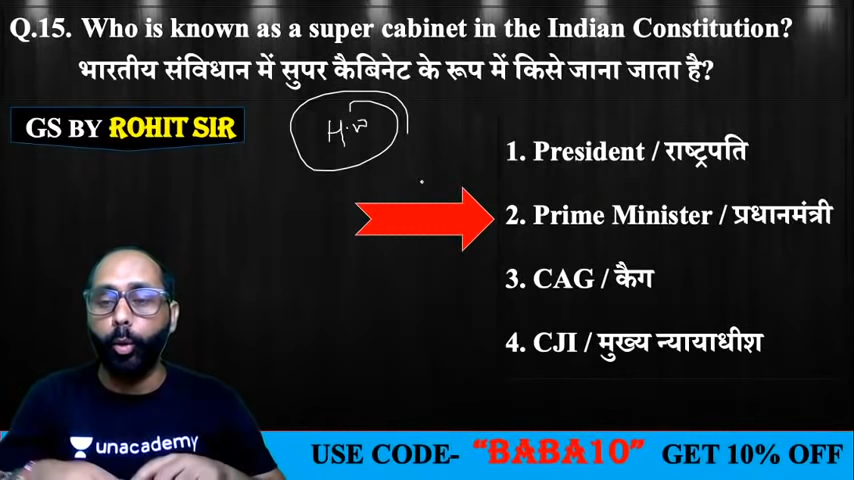 Q.15. Who is known as a super cabinet in the Indian Constitution?
भारतीय संविधान में सुपर कैबिनेट के रूप में किसे जाना जाता है?
GS BY ROHIT SIR
1. President / राष्ट्रपति
2. Prime Minister / प्रधानमंत्री
3. CAG / कैग
4. CJI / मुख्य न्यायाधीश
unacademy
USE CODE- “BABA10” GET 10% OFF